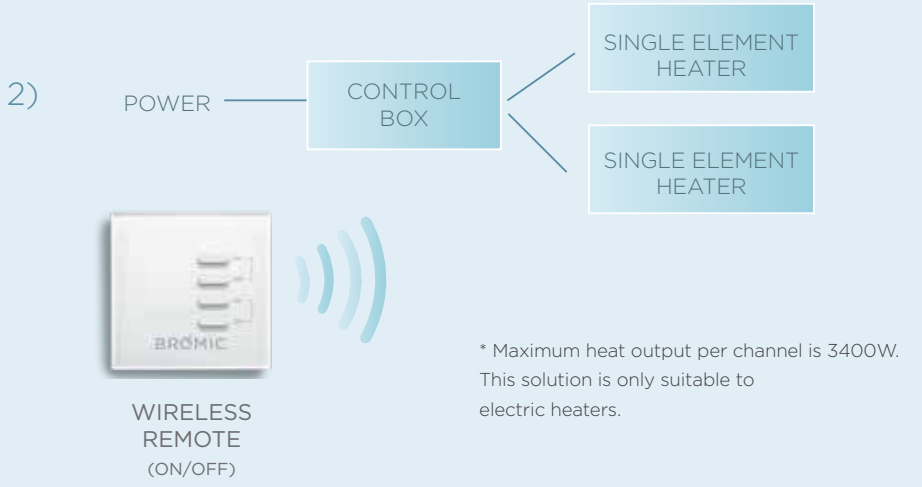 2)
POWER
CONTROL
BOX
SINGLE ELEMENT
HEATER
SINGLE ELEMENT
HEATER
BROMIC
WIRELESS
REMOTE
(ON/OFF)
* Maximum heat output per channel is 3400W.
This solution is only suitable to
electric heaters.